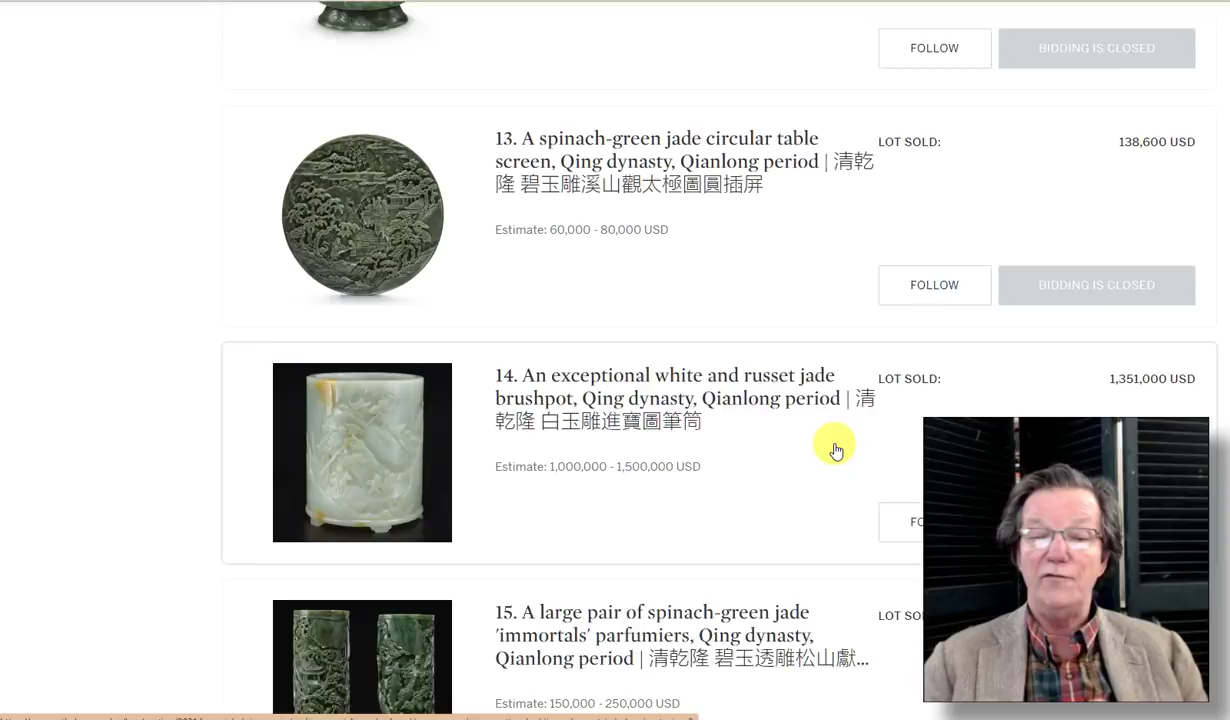 FOLLOW
BIDDING IS CLOSED
13. A spinach-green jade circular table
screen, Qing dynasty, Qianlong period | 清乾
隆 碧玉雕溪山觀太極圖圓插屏
LOT SOLD:
138,600 USD
Estimate: 60,000 - 80,000 USD
FOLLOW
BIDDING IS CLOSED
14. An exceptional white and russet jade
brushpot, Qing dynasty, Qianlong period | 清
乾隆 白玉雕進寶圖筆筒
LOT SOLD:
1,351,000 USD
Estimate: 1,000,000 - 1,500,000 USD
FO
15. A large pair of spinach-green jade
'immortals' parfumiers, Qing dynasty,
Qianlong period | 清乾隆 碧玉透雕松山獻...
LOT SO
Estimate: 150,000 - 250,000 USD